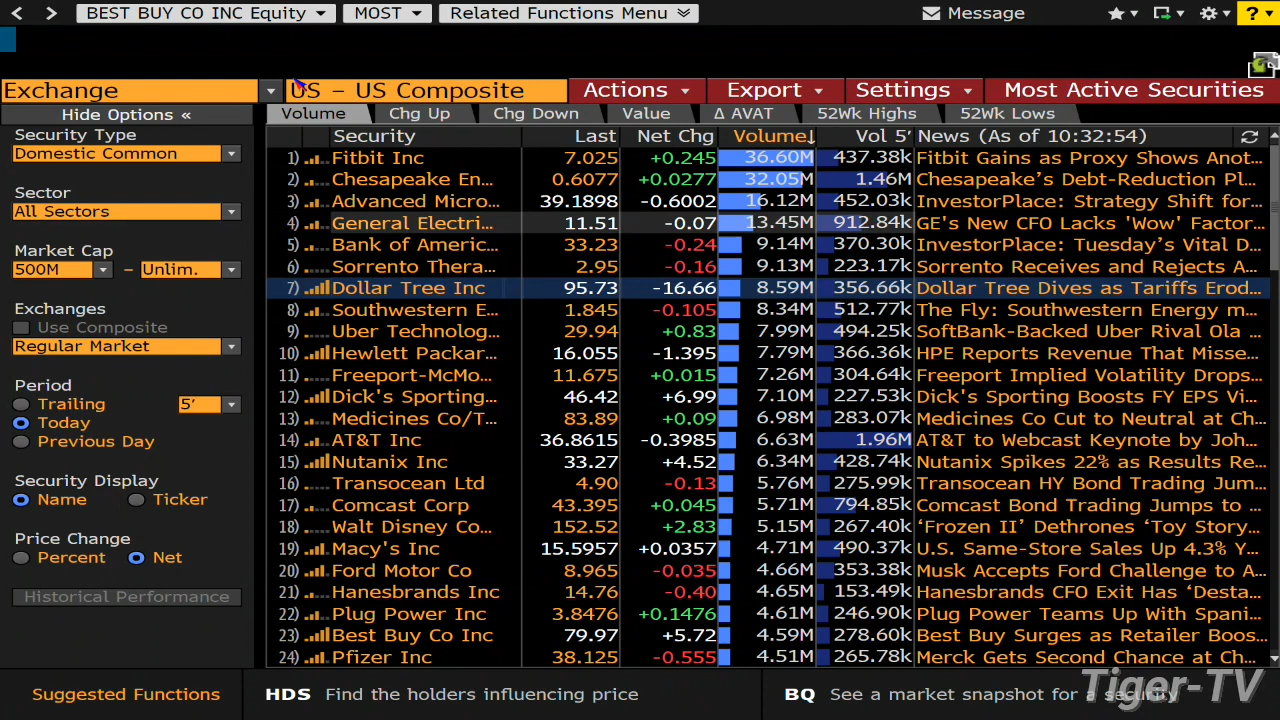 BEST BUY CO INC Equity MOST Related Functions Menu Message ?
Exchange US – US Composite Actions Export Settings Most Active Securities
Hide Options « Volume Chg Up Chg Down Value Δ AVAT 52Wk Highs 52Wk Lows
Security Type
Domestic Common
Sector
All Sectors
Market Cap
500M – Unlim.
Exchanges
Use Composite
Regular Market
Period
Trailing 5'
Today
Previous Day
Security Display
Name Ticker
Price Change
Percent Net
Historical Performance
Security Last Net Chg Volume↓ Vol 5' News (As of 10:32:54)
1) Fitbit Inc 7.025 +0.245 36.60M 437.38k Fitbit Gains as Proxy Shows Anot…
2) Chesapeake En… 0.6077 +0.0277 32.05M 1.46M Chesapeake's Debt-Reduction Pl…
3) Advanced Micro… 39.1898 -0.6002 16.12M 452.03k InvestorPlace: Strategy Shift for…
4) General Electri… 11.51 -0.07 13.45M 912.84k GE's New CFO Lacks 'Wow' Factor…
5) Bank of Americ… 33.23 -0.24 9.14M 370.30k InvestorPlace: Tuesday's Vital D…
6) Sorrento Thera… 2.95 -0.16 9.13M 223.17k Sorrento Receives and Rejects A…
7) Dollar Tree Inc 95.73 -16.66 8.59M 356.66k Dollar Tree Dives as Tariffs Erod…
8) Southwestern E… 1.845 -0.105 8.34M 512.77k The Fly: Southwestern Energy m…
9) Uber Technolog… 29.94 +0.83 7.99M 494.25k SoftBank-Backed Uber Rival Ola …
10) Hewlett Packar… 16.055 -1.395 7.79M 366.36k HPE Reports Revenue That Misse…
11) Freeport-McMo… 11.675 +0.015 7.26M 304.64k Freeport Implied Volatility Drops…
12) Dick's Sporting… 46.42 +6.99 7.10M 227.53k Dick's Sporting Boosts FY EPS Vi…
13) Medicines Co/T… 83.89 +0.09 6.98M 283.07k Medicines Co Cut to Neutral at Ch…
14) AT&T Inc 36.8615 -0.3985 6.63M 1.96M AT&T to Webcast Keynote by Joh…
15) Nutanix Inc 33.27 +4.52 6.34M 428.74k Nutanix Spikes 22% as Results Re…
16) Transocean Ltd 4.90 -0.13 5.76M 275.99k Transocean HY Bond Trading Jum…
17) Comcast Corp 43.395 +0.045 5.71M 794.85k Comcast Bond Trading Jumps to …
18) Walt Disney Co… 152.52 +2.83 5.15M 267.40k 'Frozen II' Dethrones 'Toy Story…
19) Macy's Inc 15.5957 +0.0357 4.71M 490.37k U.S. Same-Store Sales Up 4.3% Y…
20) Ford Motor Co 8.965 -0.035 4.66M 353.38k Musk Accepts Ford Challenge to A…
21) Hanesbrands Inc 14.76 -0.40 4.65M 153.49k Hanesbrands CFO Exit Has 'Desta…
22) Plug Power Inc 3.8476 +0.1476 4.61M 246.90k Plug Power Teams Up With Spani…
23) Best Buy Co Inc 79.97 +5.72 4.59M 278.60k Best Buy Surges as Retailer Boos…
24) Pfizer Inc 38.125 -0.555 4.51M 265.78k Merck Gets Second Chance at Ch…
Suggested Functions HDS Find the holders influencing price BQ See a market snapshot for a security
Tiger-TV